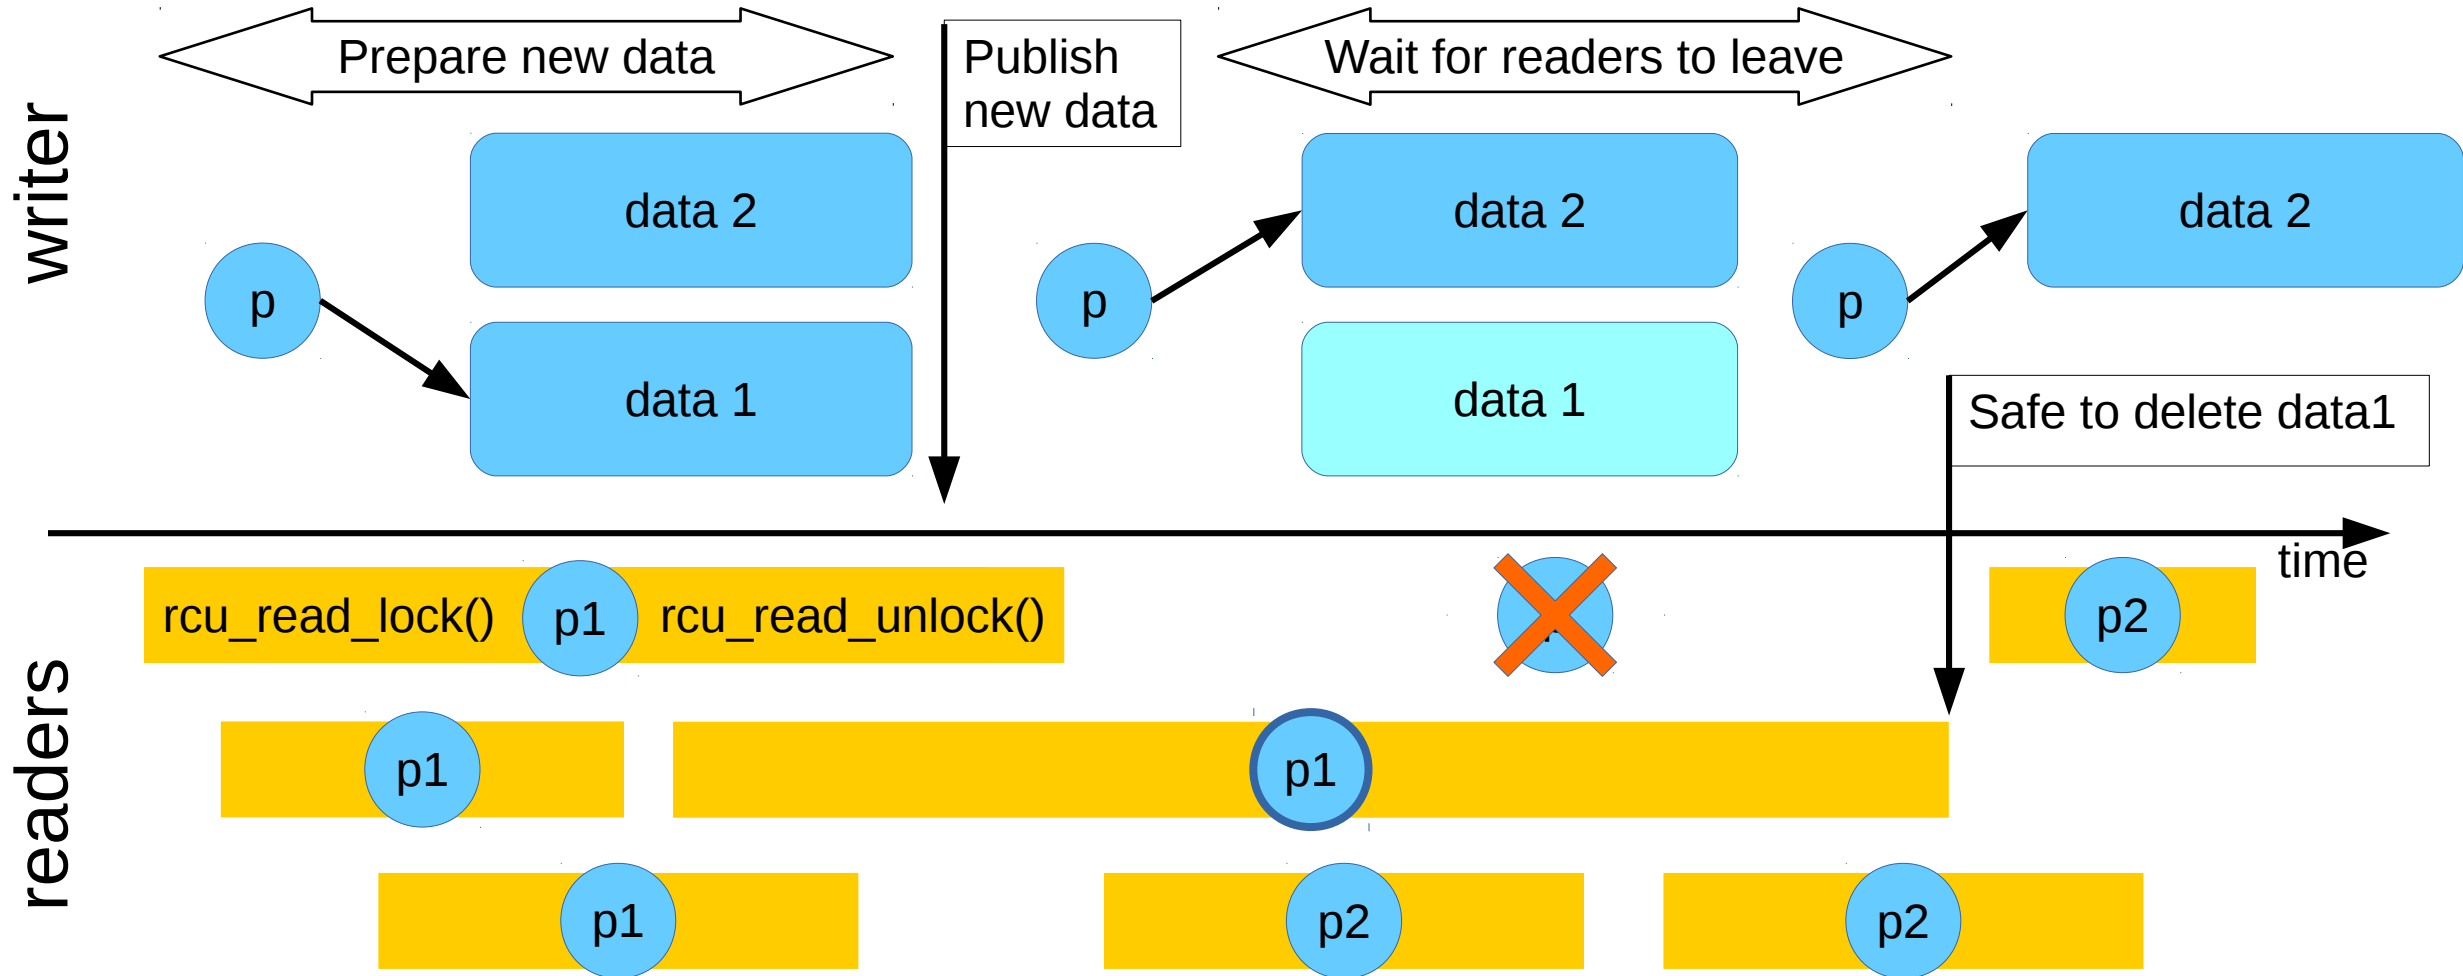 Prepare new data
Publish
new data
Wait for readers to leave
writer
data 2
data 2
data 2
p
p
p
data 1
data 1
Safe to delete data1
time
rcu_read_lock()
p1
rcu_read_unlock()
p2
readers
p1
p1
p1
p2
p2